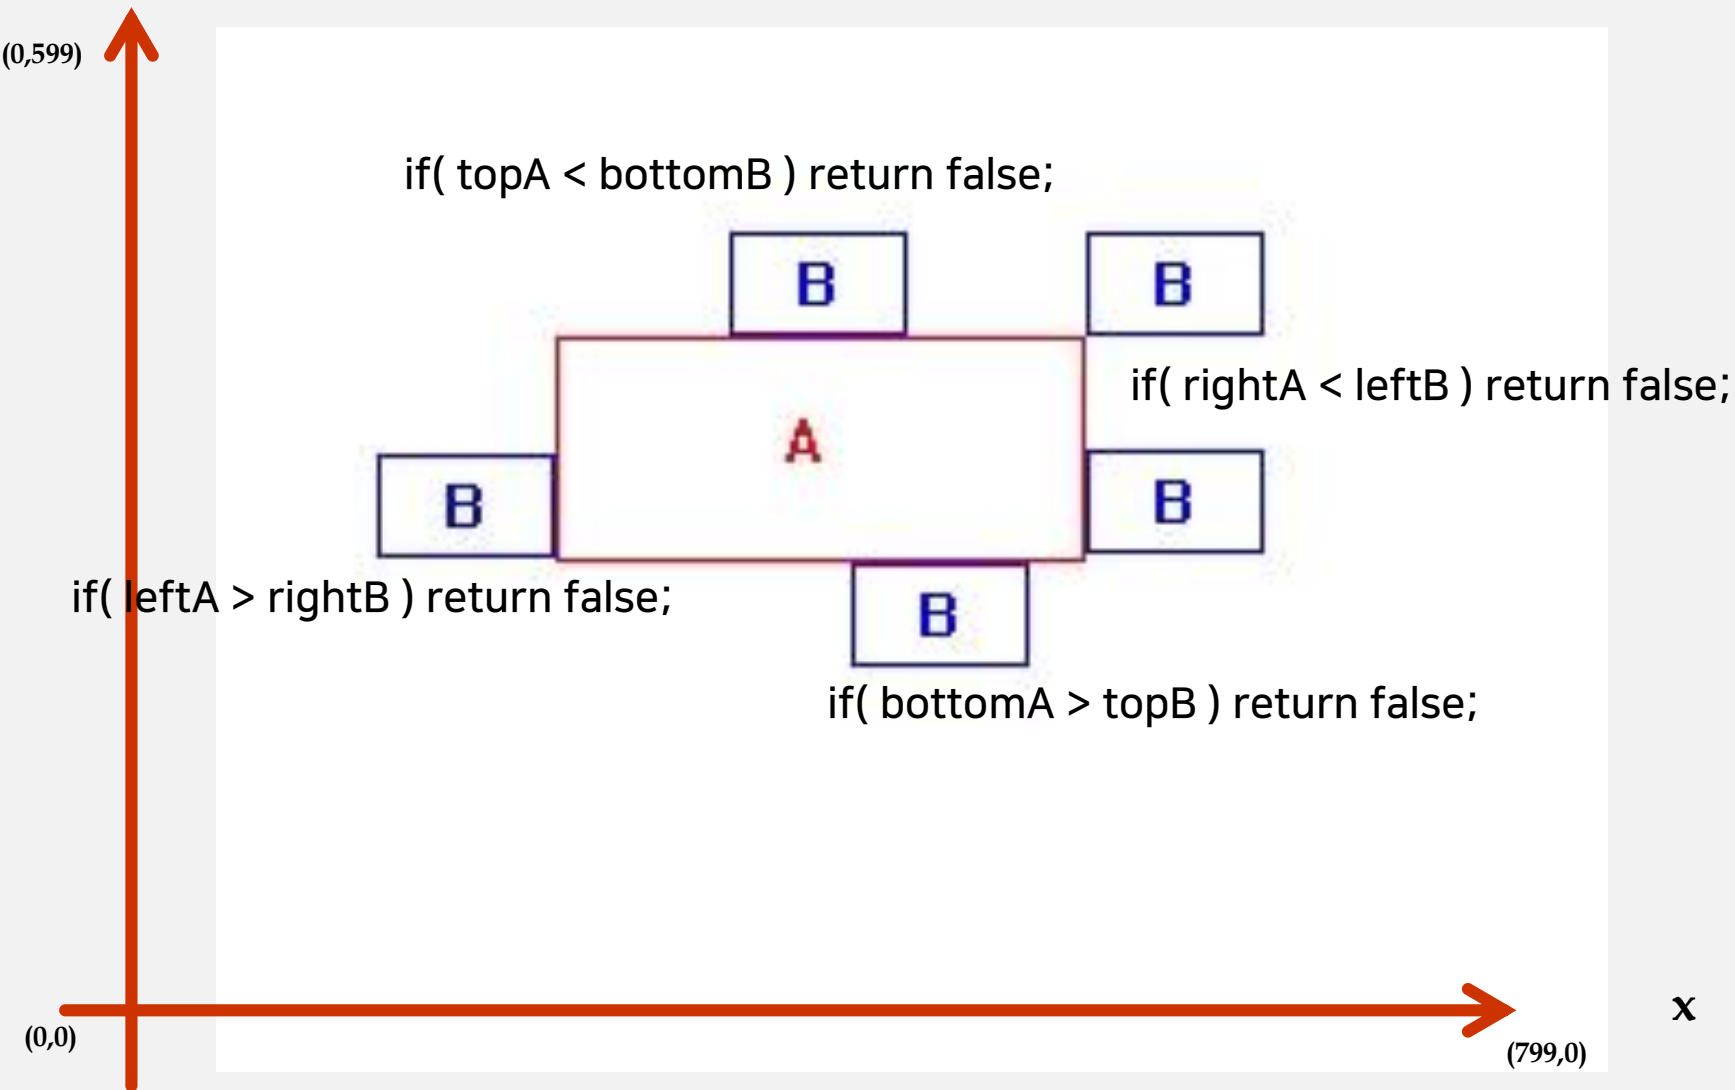 (0,599)
if( topA < bottomB ) return false;
B
B
if( rightA < leftB ) return false;
A
B
B
if( leftA > rightB ) return false;
B
if( bottomA > topB ) return false;
x
(0,0)
(799,0)